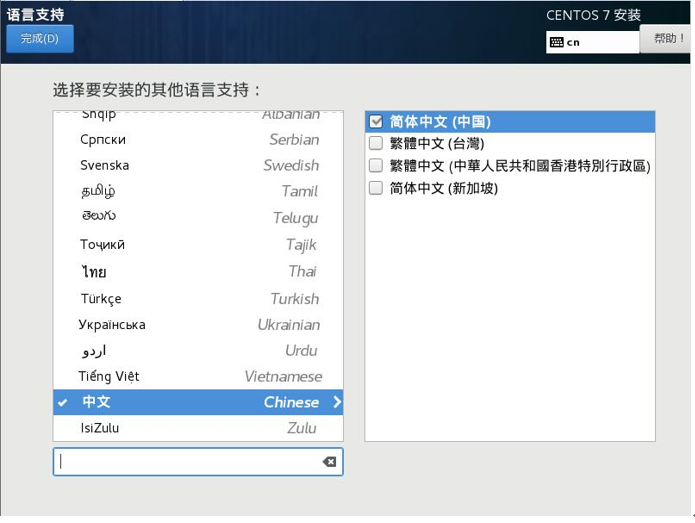 语言支持
CENTOS 7 安装
完成(D)
cn
帮助！
选择要安装的其他语言支持：
Shqip Albanian
Српски Serbian
Svenska Swedish
தமிழ் Tamil
తెలుగు Telugu
Тоҷикӣ Tajik
ไทย Thai
Türkçe Turkish
Українська Ukrainian
اردو Urdu
Tiếng Việt Vietnamese
中文 Chinese
IsiZulu Zulu
简体中文 (中国)
繁體中文 (台灣)
繁體中文 (中華人民共和國香港特別行政區)
简体中文 (新加坡)